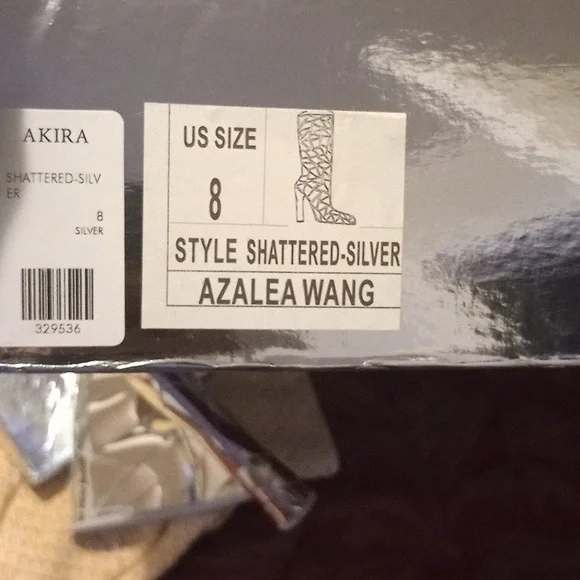 AKIRA
SHATTERED-SILV
ER
8
SILVER
329536
US SIZE
8
STYLE SHATTERED-SILVER
AZALEA WANG